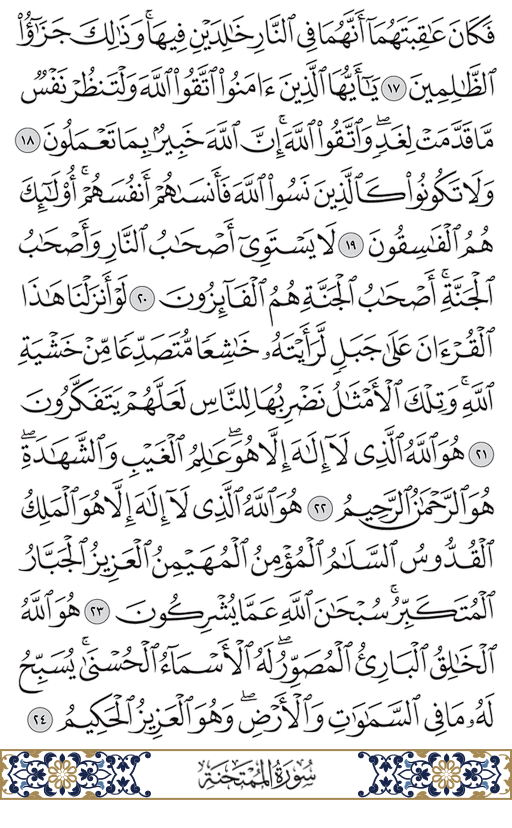 فَكَانَ عَٰقِبَتَهُمَآ أَنَّهُمَا فِى ٱلنَّارِ خَٰلِدَيْنِ فِيهَا ۚ وَذَٰلِكَ جَزَٰٓؤُا۟
ٱلظَّٰلِمِينَ ١٧ يَٰٓأَيُّهَا ٱلَّذِينَ ءَامَنُوا۟ ٱتَّقُوا۟ ٱللَّهَ وَلْتَنظُرْ نَفْسٌ
مَّا قَدَّمَتْ لِغَدٍ ۖ وَٱتَّقُوا۟ ٱللَّهَ ۚ إِنَّ ٱللَّهَ خَبِيرٌۢ بِمَا تَعْمَلُونَ ١٨
وَلَا تَكُونُوا۟ كَٱلَّذِينَ نَسُوا۟ ٱللَّهَ فَأَنسَىٰهُمْ أَنفُسَهُمْ ۚ أُو۟لَٰٓئِكَ
هُمُ ٱلْفَٰسِقُونَ ١٩ لَا يَسْتَوِىٓ أَصْحَٰبُ ٱلنَّارِ وَأَصْحَٰبُ
ٱلْجَنَّةِ ۚ أَصْحَٰبُ ٱلْجَنَّةِ هُمُ ٱلْفَآئِزُونَ ٢٠ لَوْ أَنزَلْنَا هَٰذَا
ٱلْقُرْءَانَ عَلَىٰ جَبَلٍ لَّرَأَيْتَهُۥ خَٰشِعًا مُّتَصَدِّعًا مِّنْ خَشْيَةِ
ٱللَّهِ ۚ وَتِلْكَ ٱلْأَمْثَٰلُ نَضْرِبُهَا لِلنَّاسِ لَعَلَّهُمْ يَتَفَكَّرُونَ
٢١ هُوَ ٱللَّهُ ٱلَّذِى لَآ إِلَٰهَ إِلَّا هُوَ ۖ عَٰلِمُ ٱلْغَيْبِ وَٱلشَّهَٰدَةِ ۖ
هُوَ ٱلرَّحْمَٰنُ ٱلرَّحِيمُ ٢٢ هُوَ ٱللَّهُ ٱلَّذِى لَآ إِلَٰهَ إِلَّا هُوَ ٱلْمَلِكُ
ٱلْقُدُّوسُ ٱلسَّلَٰمُ ٱلْمُؤْمِنُ ٱلْمُهَيْمِنُ ٱلْعَزِيزُ ٱلْجَبَّارُ
ٱلْمُتَكَبِّرُ ۚ سُبْحَٰنَ ٱللَّهِ عَمَّا يُشْرِكُونَ ٢٣ هُوَ ٱللَّهُ
ٱلْخَٰلِقُ ٱلْبَارِئُ ٱلْمُصَوِّرُ ۖ لَهُ ٱلْأَسْمَآءُ ٱلْحُسْنَىٰ ۚ يُسَبِّحُ
لَهُۥ مَا فِى ٱلسَّمَٰوَٰتِ وَٱلْأَرْضِ ۖ وَهُوَ ٱلْعَزِيزُ ٱلْحَكِيمُ ٢٤
سُورَةُ المُمْتَحنَة